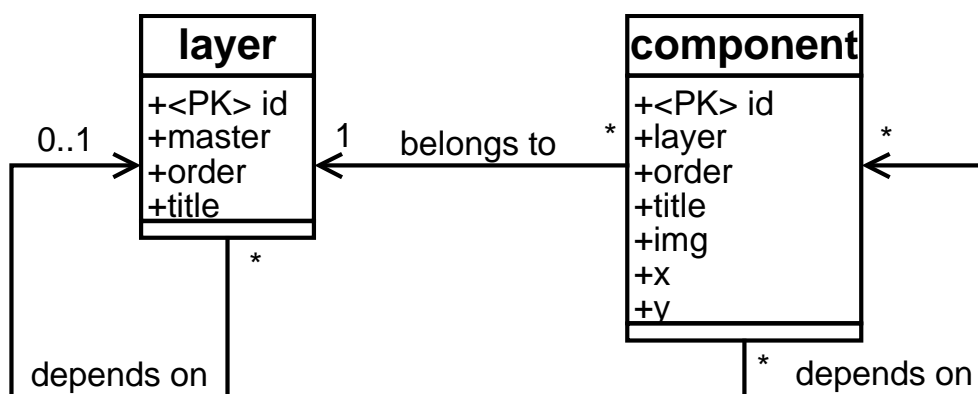 layer
+<PK> id
+master
+order
+title
0..1
*
depends on
1
belongs to
*
component
+<PK> id
+layer
+order
+title
+img
+x
+y
*
*
depends on